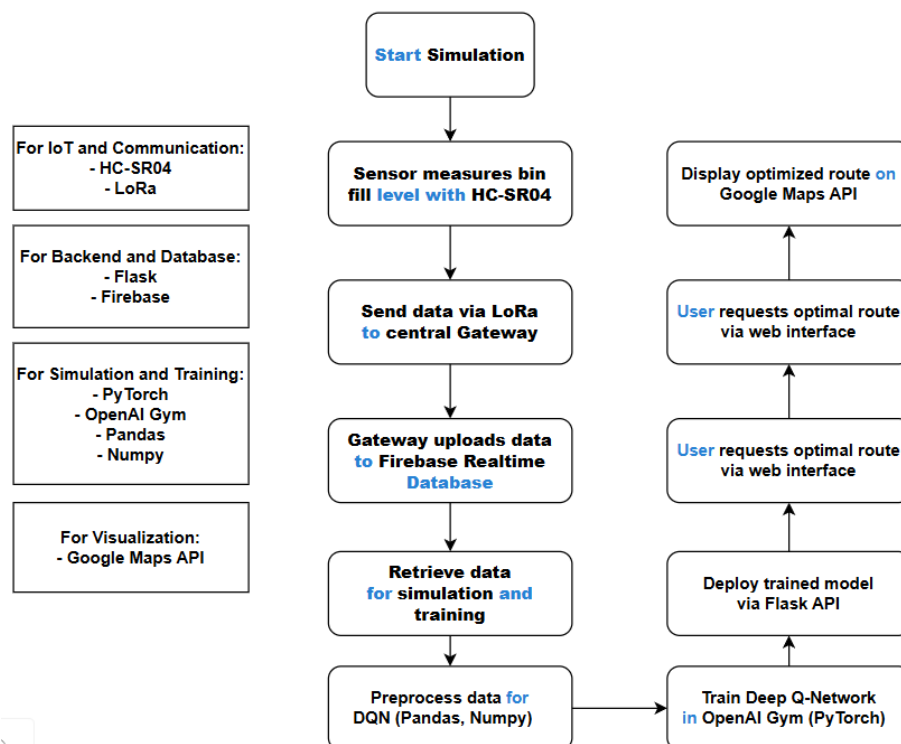 Start Simulation
For IoT and Communication:
- HC-SR04
- LoRa
For Backend and Database:
- Flask
- Firebase
For Simulation and Training:
- PyTorch
- OpenAI Gym
- Pandas
- Numpy
For Visualization:
- Google Maps API
Sensor measures bin
fill level with HC-SR04
Send data via LoRa
to central Gateway
Gateway uploads data
to Firebase Realtime
Database
Retrieve data
for simulation and
training
Preprocess data for
DQN (Pandas, Numpy)
Train Deep Q-Network
in OpenAI Gym (PyTorch)
Deploy trained model
via Flask API
User requests optimal route
via web interface
User requests optimal route
via web interface
Display optimized route on
Google Maps API